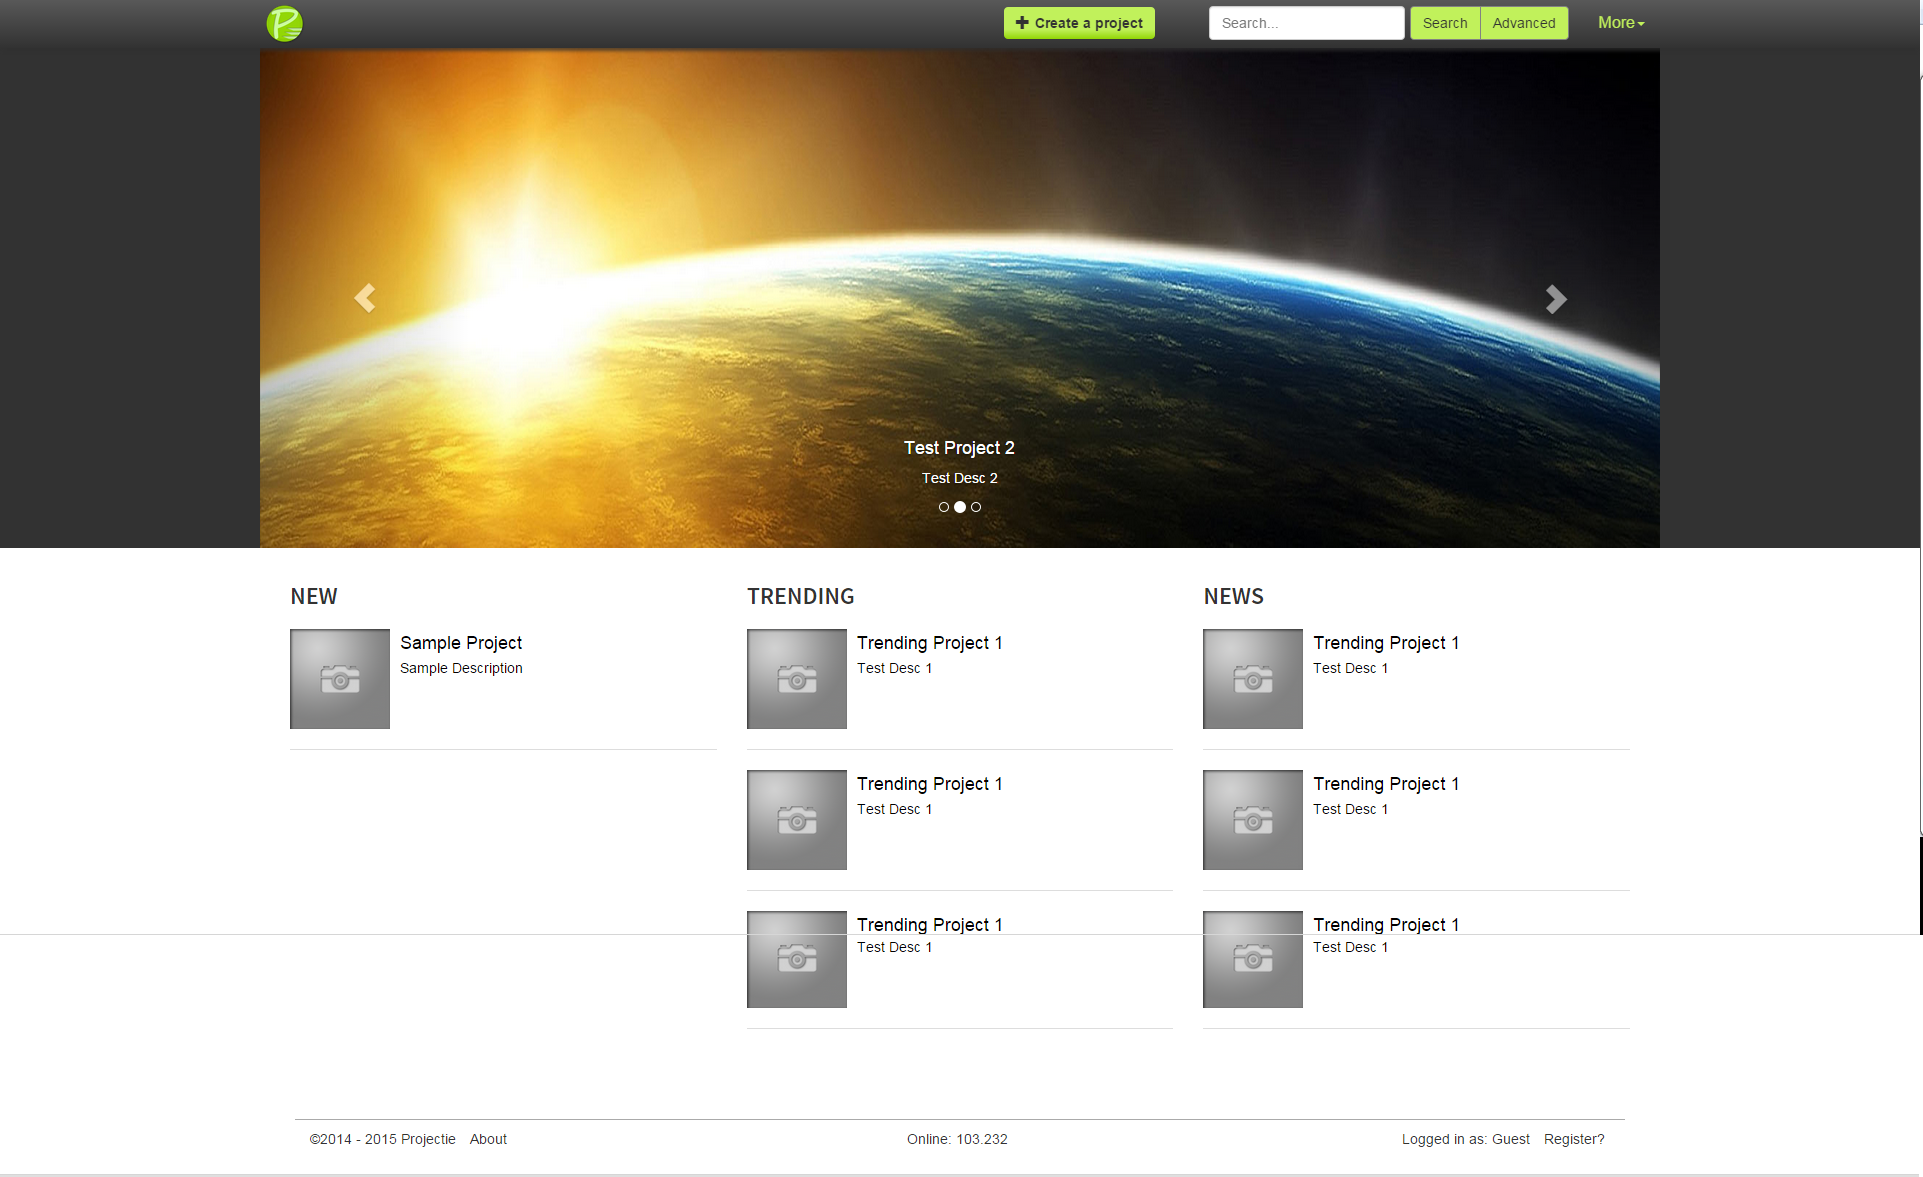 P
Create a project
Search...
Search
Advanced
More
Test Project 2
Test Desc 2
NEW
Sample Project
Sample Description
TRENDING
Trending Project 1
Test Desc 1
Trending Project 1
Test Desc 1
Trending Project 1
Test Desc 1
NEWS
Trending Project 1
Test Desc 1
Trending Project 1
Test Desc 1
Trending Project 1
Test Desc 1
©2014 - 2015 Projectie About
Online: 103.232
Logged in as: Guest Register?